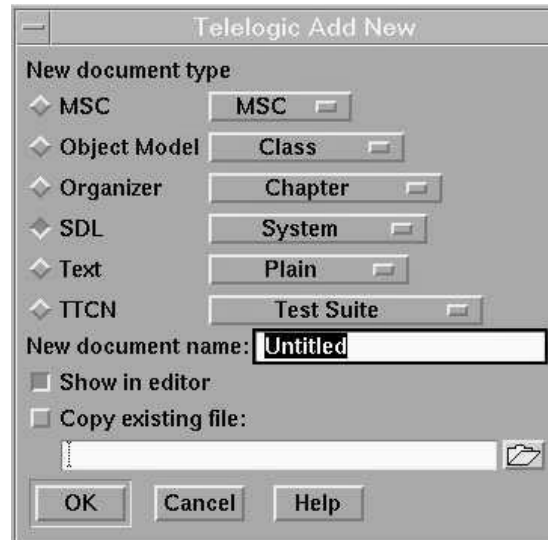 Telelogic Add New
New document type
MSC MSC
Object Model Class
Organizer Chapter
SDL System
Text Plain
TTCN Test Suite
New document name: Untitled
Show in editor
Copy existing file:
OK Cancel Help